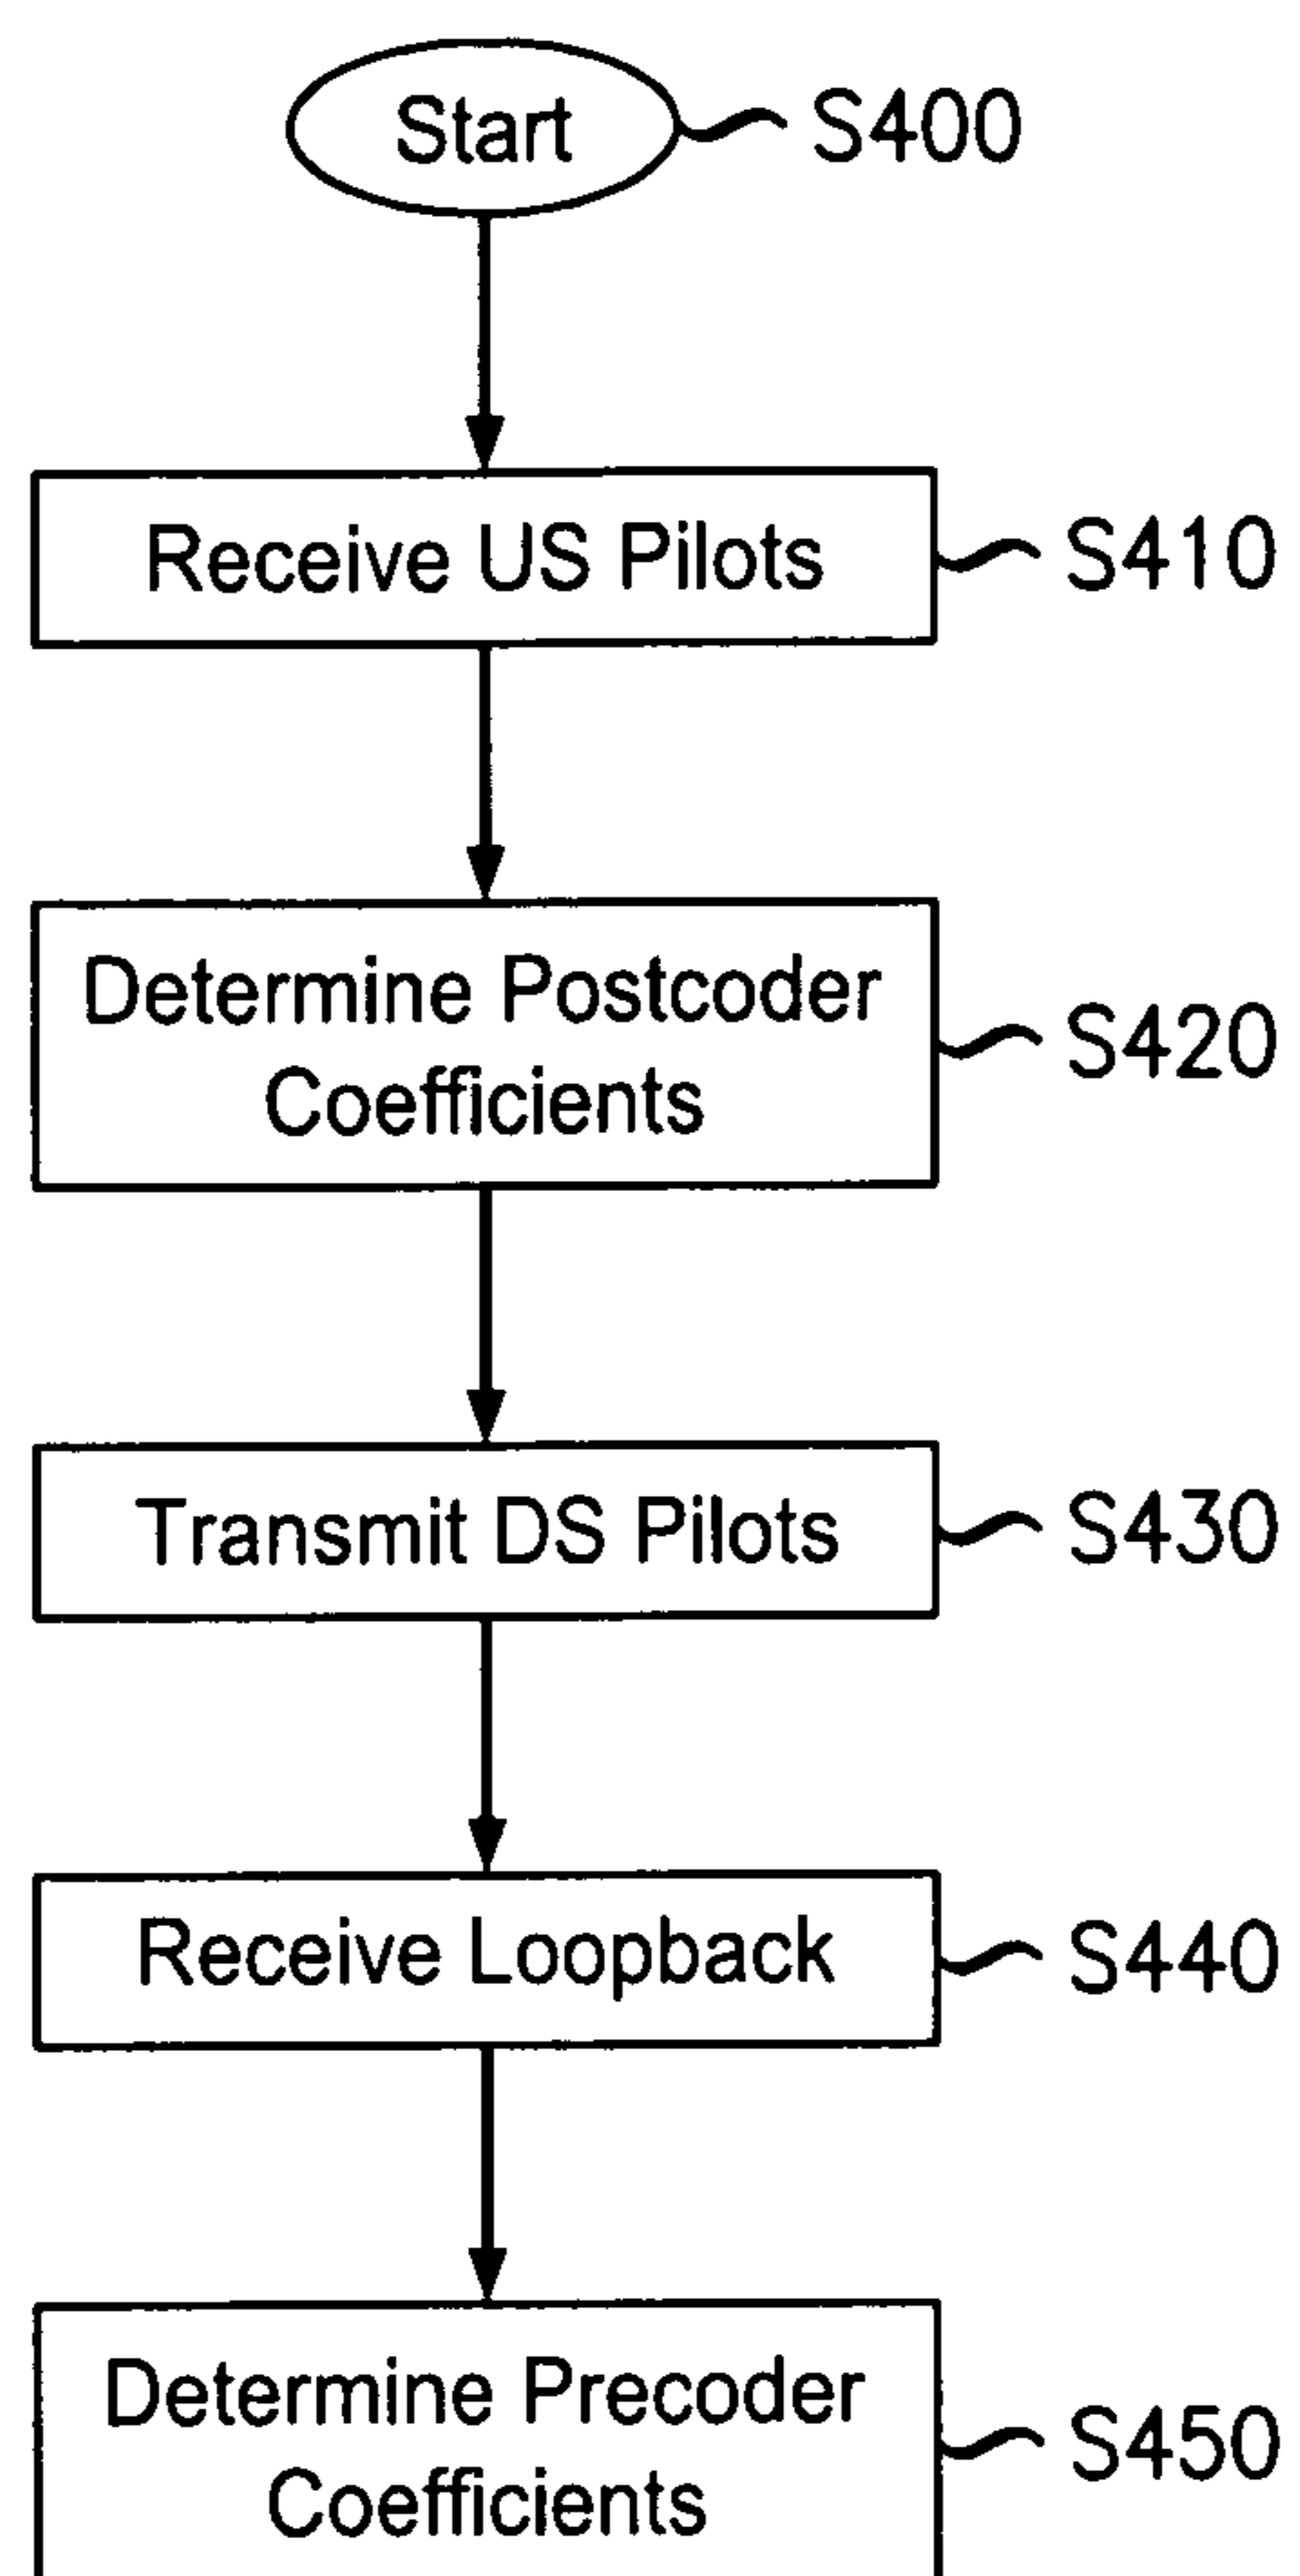 Start S400
Receive US Pilots S410
Determine Postcoder
Coefficients
S420
Transmit DS Pilots S430
Receive Loopback S440
Determine Precoder
Coefficients
S450